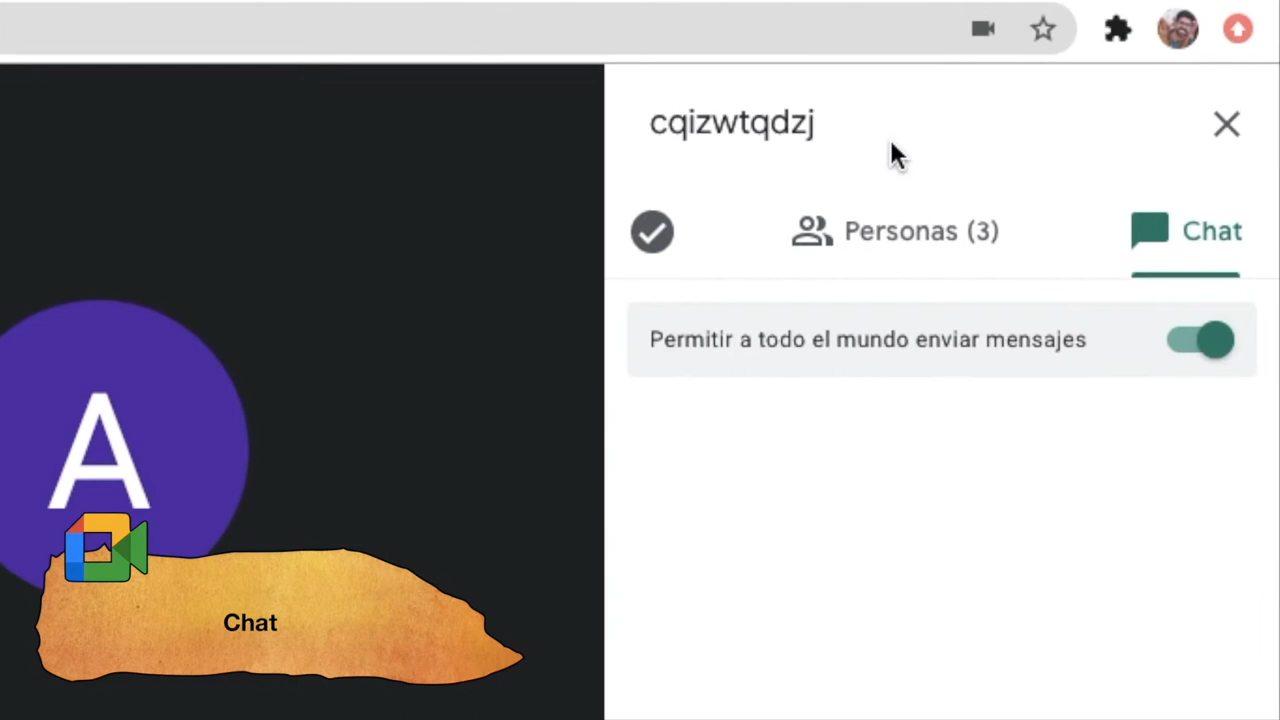 cqizwtqdzj
Personas (3)
Chat
Permitir a todo el mundo enviar mensajes
A
Chat